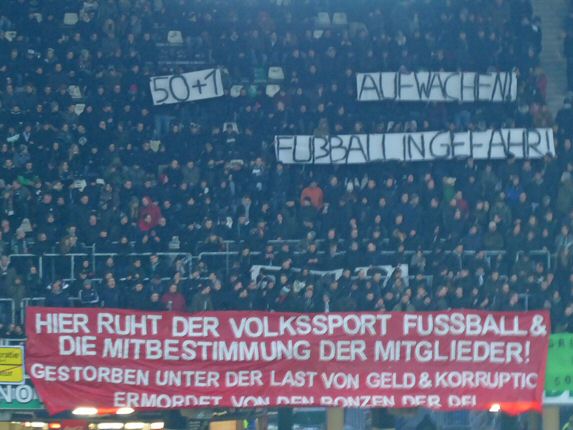 50+1
AUFWACHEN!
FUßBALL IN GEFAHR!
HIER RUHT DER VOLKSSPORT FUSSBALL &
DIE MITBESTIMMUNG DER MITGLIEDER!
GESTORBEN UNTER DER LAST VON GELD & KORRUPTIO
ERMORDET VON DEN BONZEN DER DFL